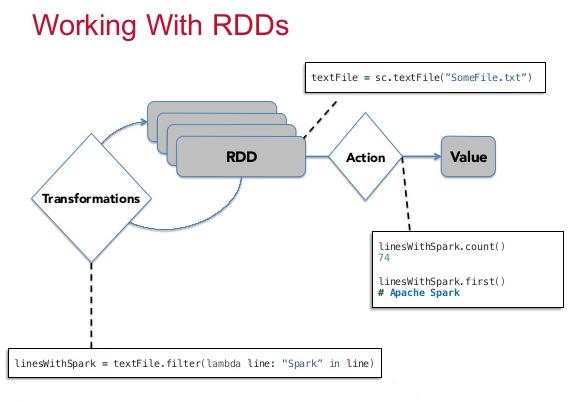 Working With RDDs
textFile = sc.textFile(”SomeFile.txt”)
RDD
Action
Value
Transformations
linesWithSpark.count()
74
linesWithSpark.first()
# Apache Spark
linesWithSpark = textFile.filter(lambda line: "Spark” in line)